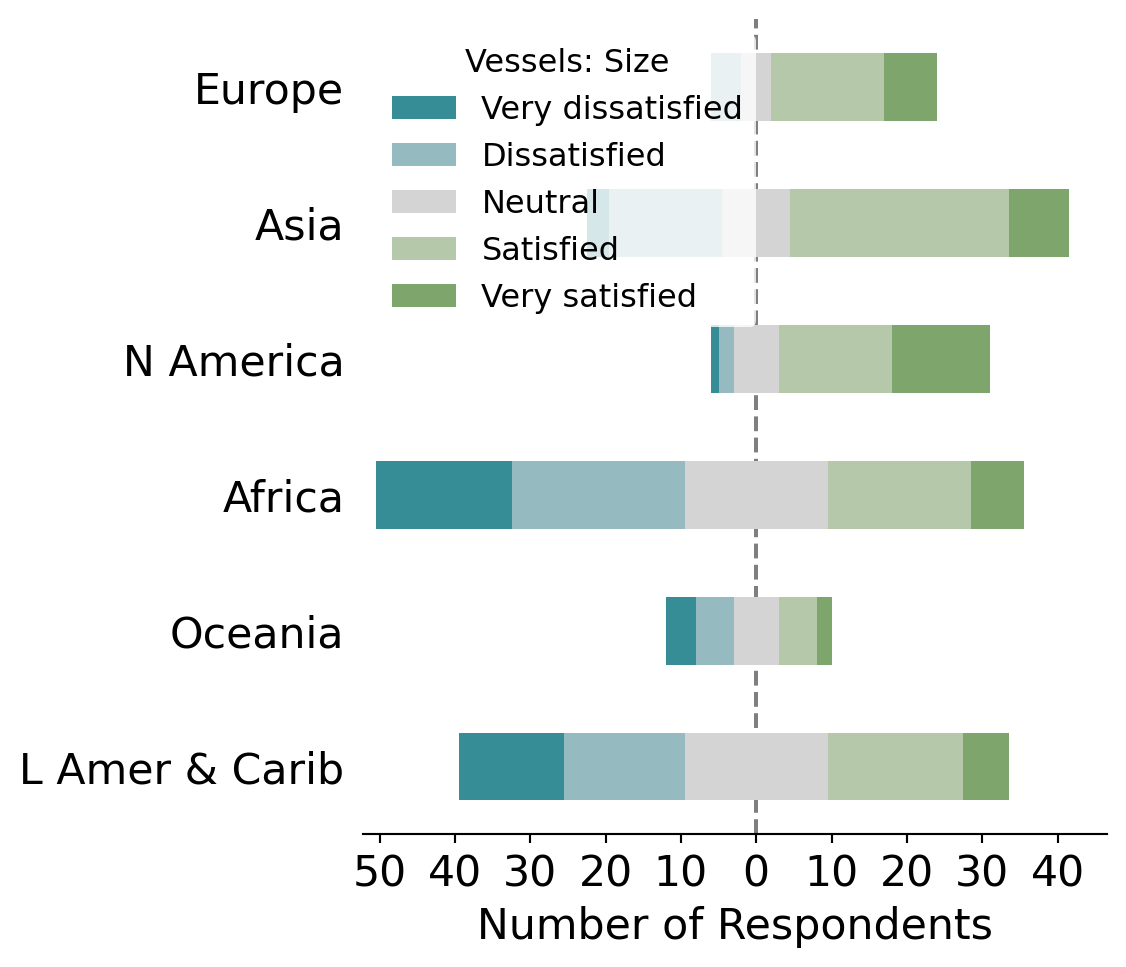 Vessels: Size
Very dissatisfied
Dissatisfied
Neutral
Satisfied
Very satisfied
Europe
Asia
N America
Africa
Oceania
L Amer & Carib
50 40 30 20 10 0 10 20 30 40
Number of Respondents